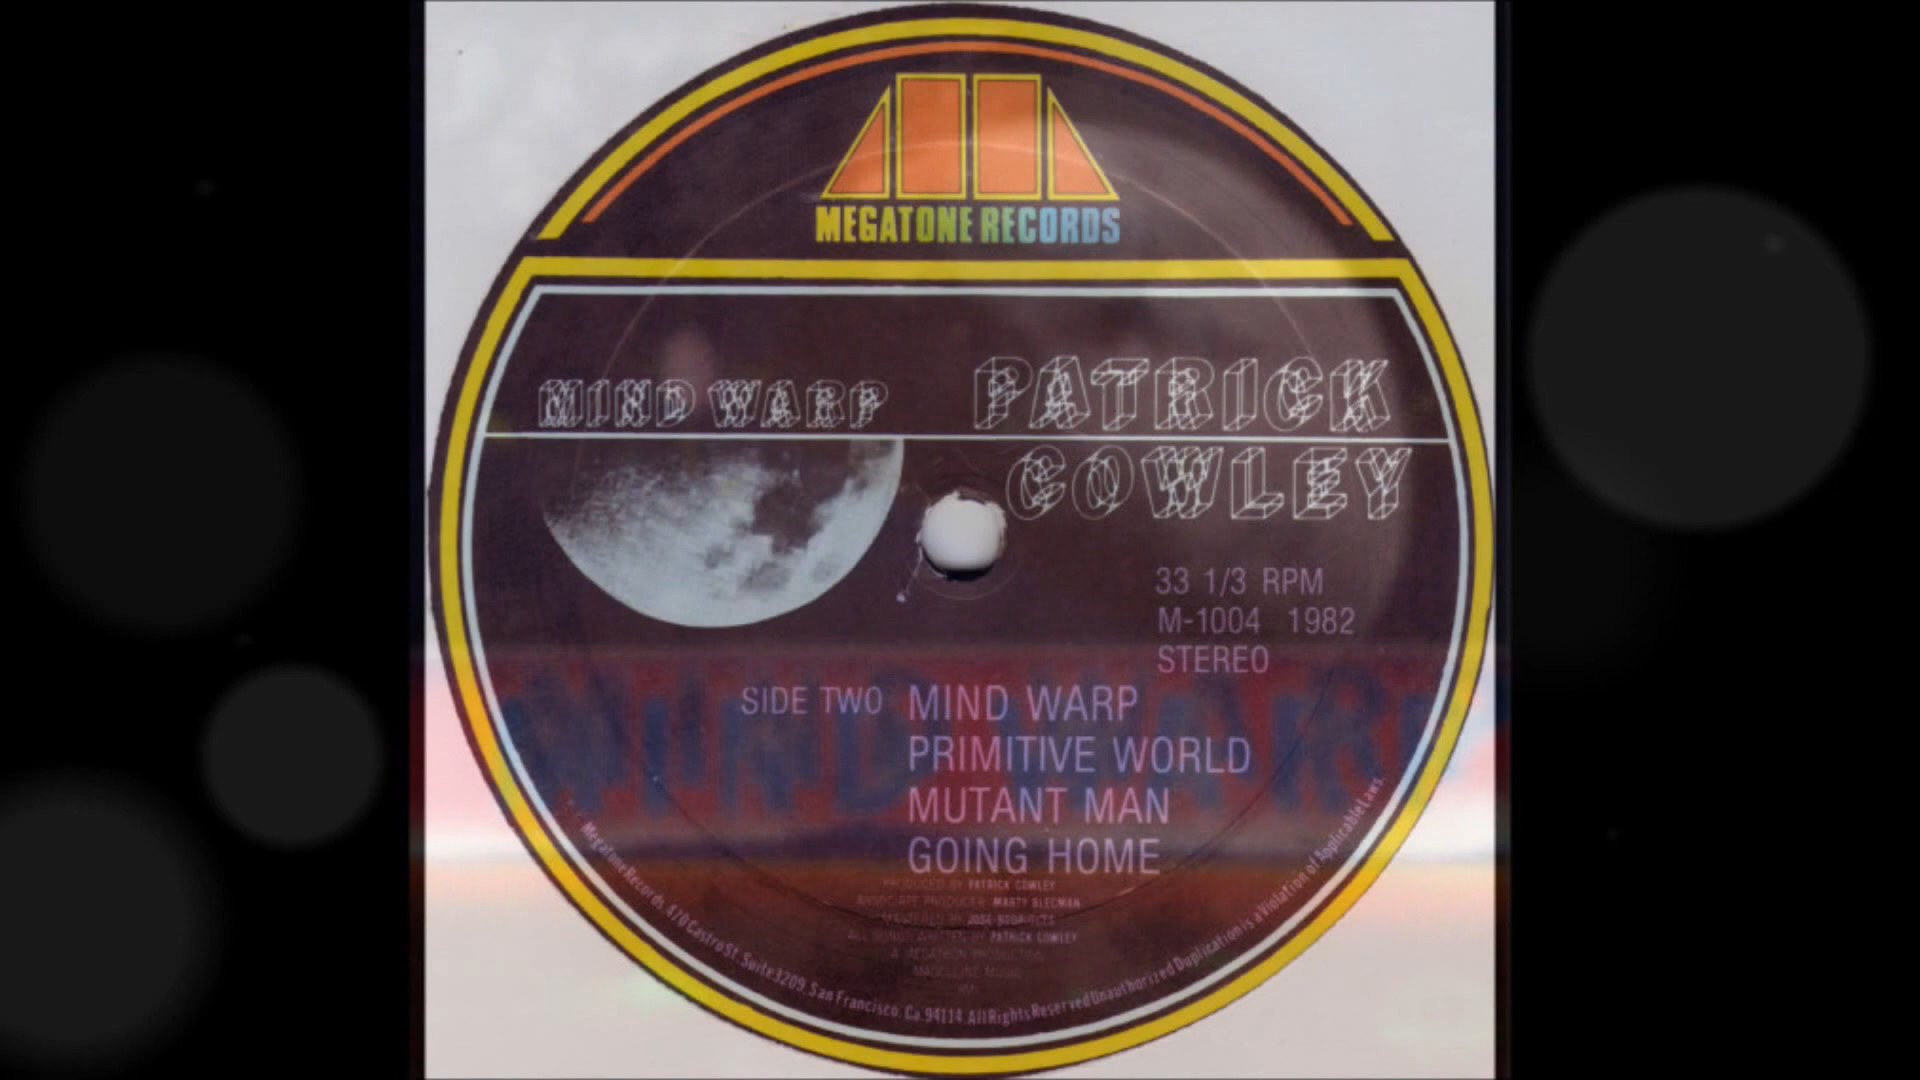 MEGATONE RECORDS
MIND WARP
PATRICK
COWLEY
33 1/3 RPM
M-1004 1982
STEREO
SIDE TWO MIND WARP
PRIMITIVE WORLD
MUTANT MAN
GOING HOME
PRODUCED BY PATRICK COWLEY
ASSOCIATE PRODUCER MARTY BLECMAN
ALL SONGS WRITTEN BY PATRICK COWLEY
Megatone Records, 470 Castro St. Suite 3209, San Francisco, Ca. 94114. All Rights Reserved Unauthorized Duplication is a Violation of Applicable Laws.
MIND WARP